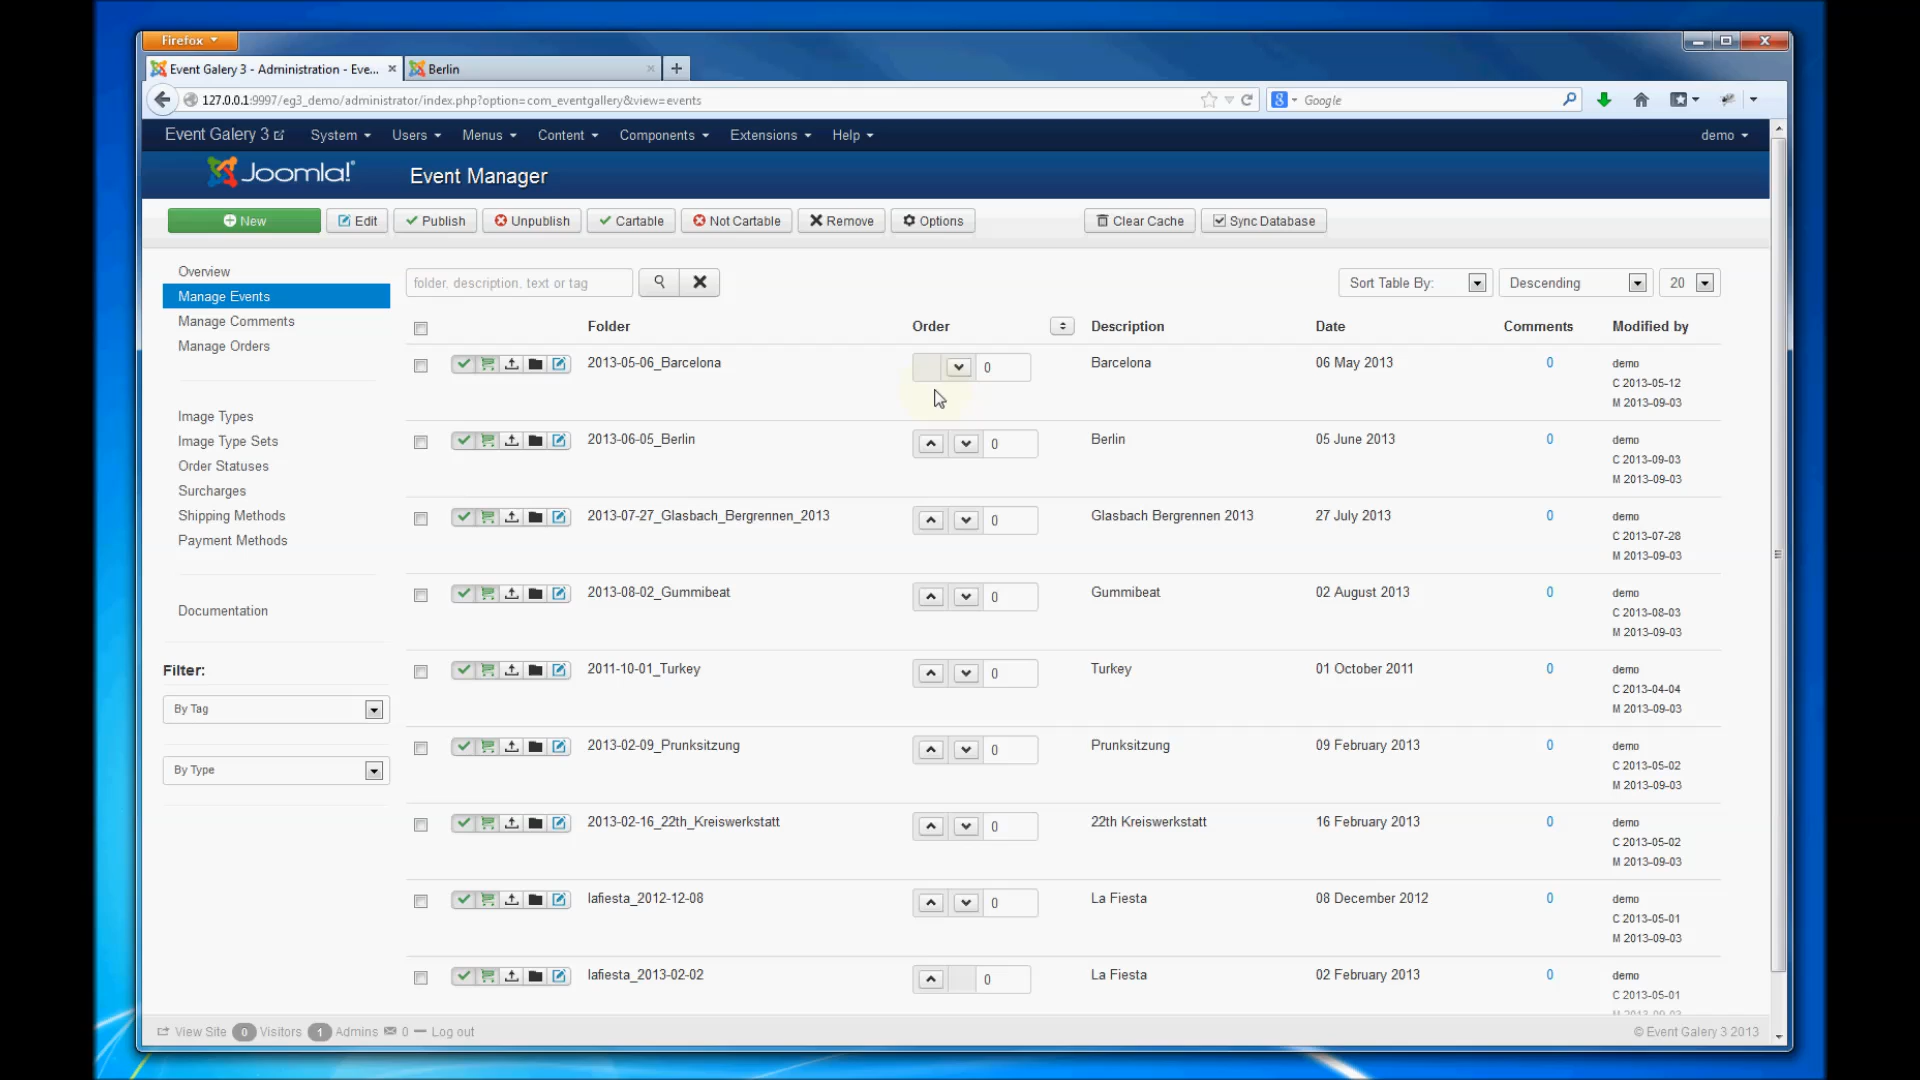 Firefox
Event Galery 3 - Administration - Eve...
Berlin
127.0.0.1:9997/eg3_demo/administrator/index.php?option=com_eventgallery&view=events
Google
Event Galery 3 System Users Menus Content Components Extensions Help demo
Joomla!
Event Manager
New Edit Publish Unpublish Cartable Not Cartable Remove Options Clear Cache Sync Database
Overview
Manage Events
Manage Comments
Manage Orders
Image Types
Image Type Sets
Order Statuses
Surcharges
Shipping Methods
Payment Methods
Documentation
Filter:
By Tag
By Type
folder, description, text or tag
Sort Table By: Descending 20
Folder Order Description Date Comments Modified by
2013-05-06_Barcelona 0 Barcelona 06 May 2013 0 demo
C 2013-05-12
M 2013-09-03
2013-06-05_Berlin 0 Berlin 05 June 2013 0 demo
C 2013-09-03
M 2013-09-03
2013-07-27_Glasbach_Bergrennen_2013 0 Glasbach Bergrennen 2013 27 July 2013 0 demo
C 2013-07-28
M 2013-09-03
2013-08-02_Gummibeat 0 Gummibeat 02 August 2013 0 demo
C 2013-08-03
M 2013-09-03
2011-10-01_Turkey 0 Turkey 01 October 2011 0 demo
C 2013-04-04
M 2013-09-03
2013-02-09_Prunksitzung 0 Prunksitzung 09 February 2013 0 demo
C 2013-05-02
M 2013-09-03
2013-02-16_22th_Kreiswerkstatt 0 22th Kreiswerkstatt 16 February 2013 0 demo
C 2013-05-02
M 2013-09-03
lafiesta_2012-12-08 0 La Fiesta 08 December 2012 0 demo
C 2013-05-01
M 2013-09-03
lafiesta_2013-02-02 0 La Fiesta 02 February 2013 0 demo
C 2013-05-01
M 2013-09-03
View Site 0 Visitors 1 Admins 0 Log out
© Event Galery 3 2013